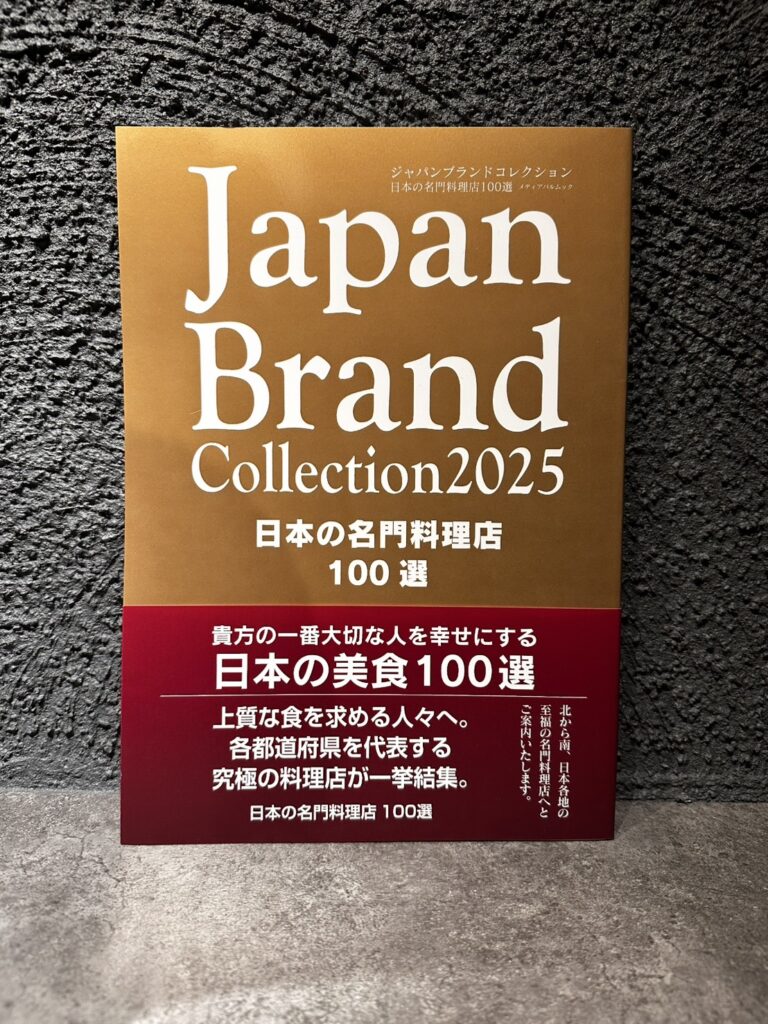 ジャパンブランドコレクション
日本の名門料理店100選 メディアパルムック
Japan
Brand
Collection2025
日本の名門料理店
100 選
貴方の一番大切な人を幸せにする
日本の美食100選
上質な食を求める人々へ。
各都道府県を代表する
究極の料理店が一挙結集。
日本の名門料理店 100選
北から南、日本各地の
至福の名門料理店へと
ご案内いたします。